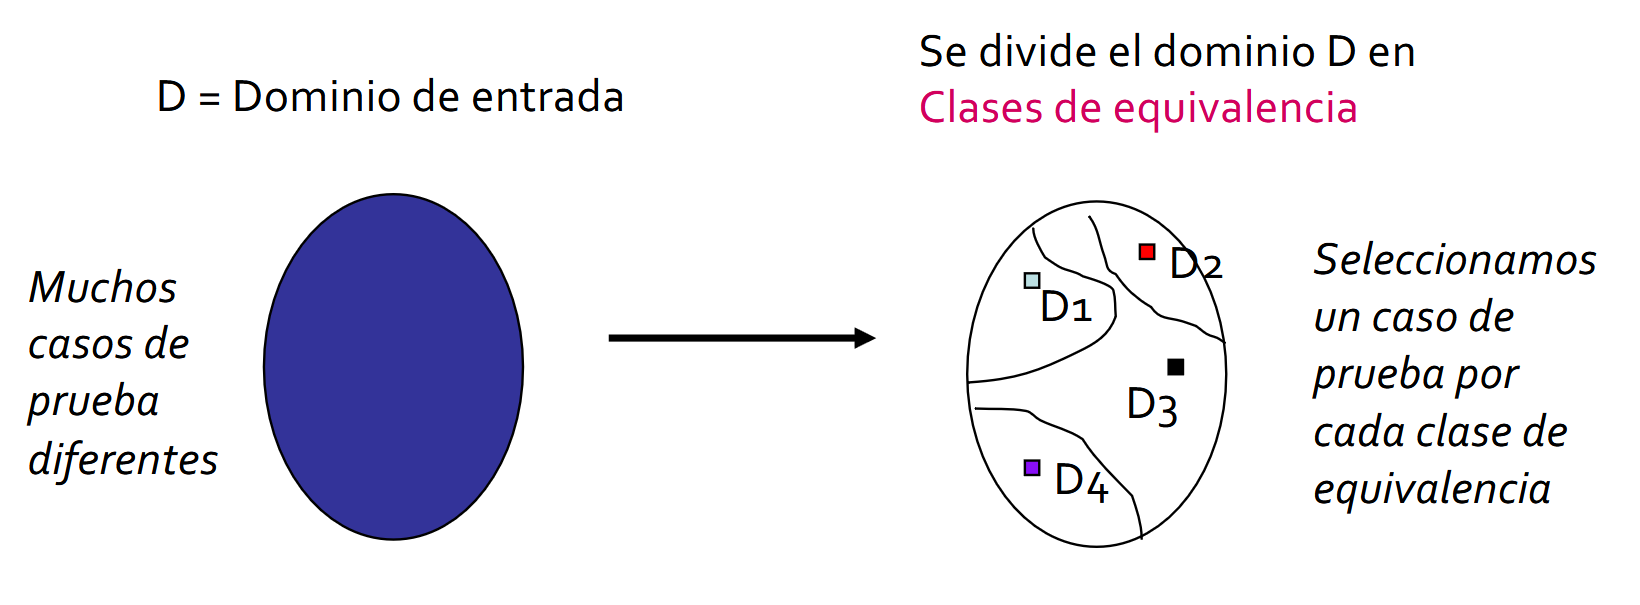 D = Dominio de entrada
Se divide el dominio D en
Clases de equivalencia
Muchos
casos de
prueba
diferentes
D1
D2
D3
D4
Seleccionamos
un caso de
prueba por
cada clase de
equivalencia